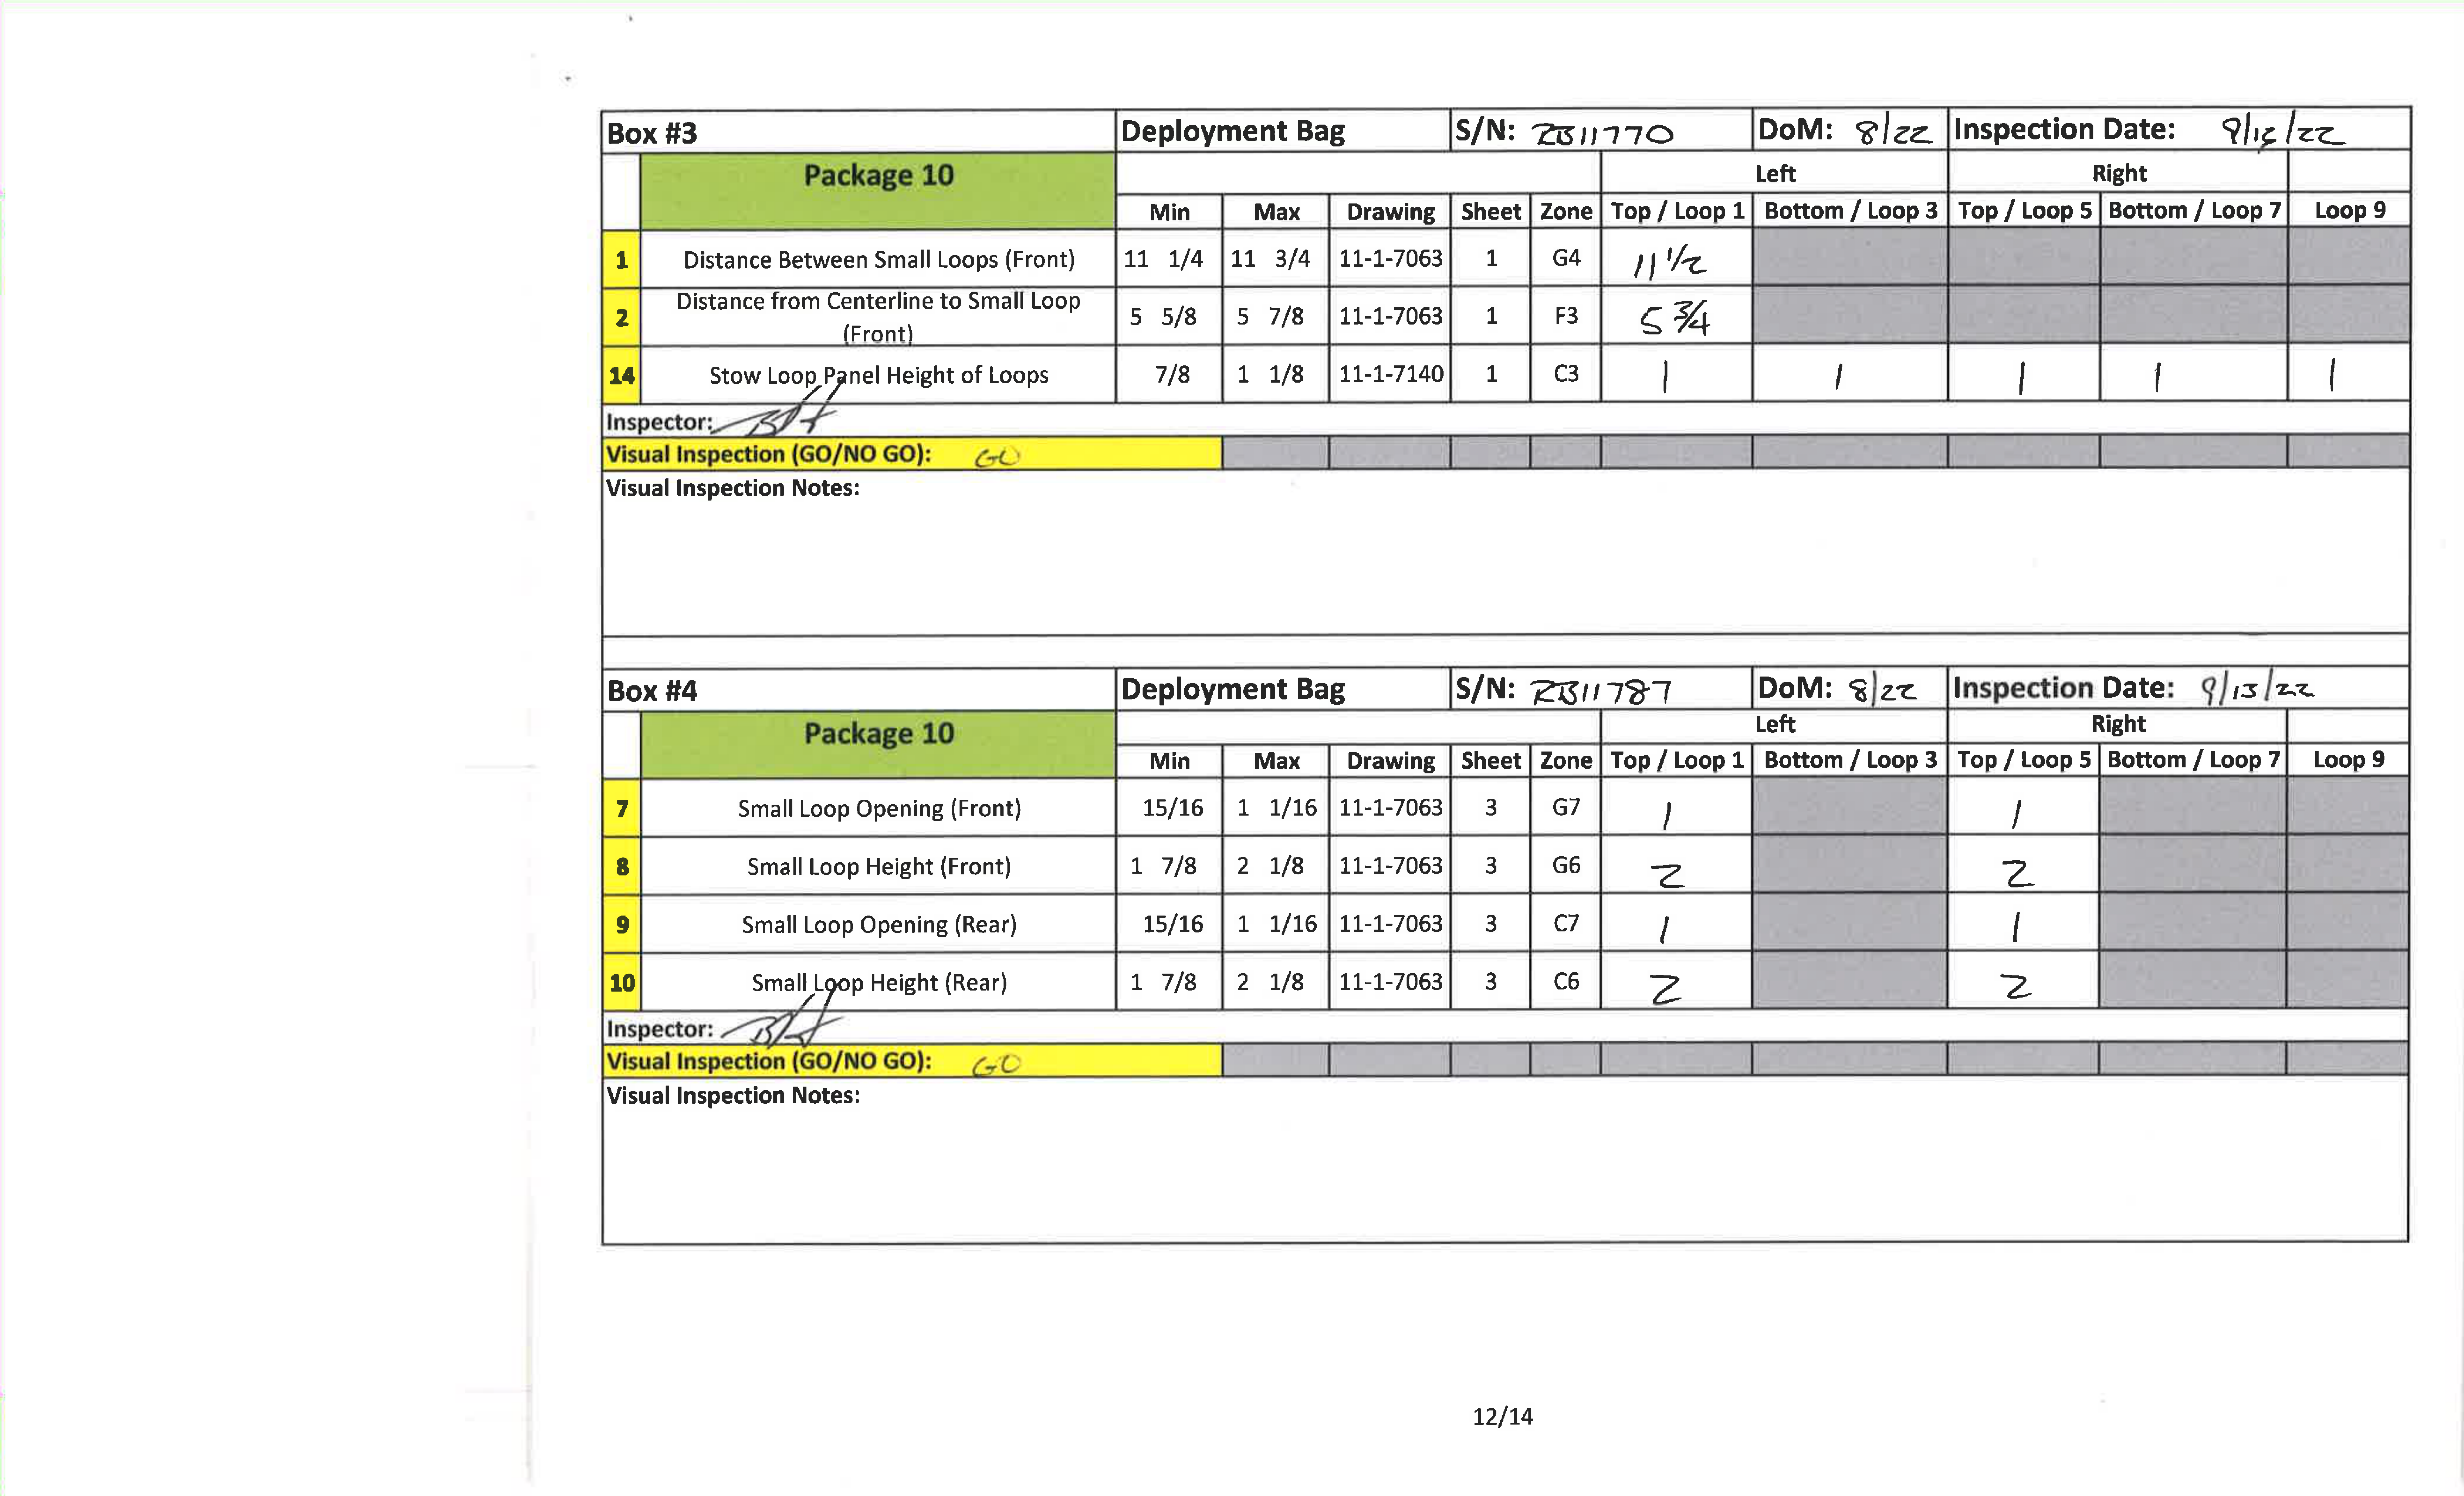 Box #3 Deployment Bag S/N: RB11770 DoM: 8/22 Inspection Date: 9/13/22
Package 10 Left Right
Min Max Drawing Sheet Zone Top / Loop 1 Bottom / Loop 3 Top / Loop 5 Bottom / Loop 7 Loop 9
1 Distance Between Small Loops (Front) 11 1/4 11 3/4 11-1-7063 1 G4 11 1/2
2 Distance from Centerline to Small Loop (Front) 5 5/8 5 7/8 11-1-7063 1 F3 5 3/4
14 Stow Loop Panel Height of Loops 7/8 1 1/8 11-1-7140 1 C3 1 1 1 1 1
Inspector:
Visual Inspection (GO/NO GO): GO
Visual Inspection Notes:
Box #4 Deployment Bag S/N: RB11787 DoM: 8/22 Inspection Date: 9/13/22
Package 10 Left Right
Min Max Drawing Sheet Zone Top / Loop 1 Bottom / Loop 3 Top / Loop 5 Bottom / Loop 7 Loop 9
7 Small Loop Opening (Front) 15/16 1 1/16 11-1-7063 3 G7 1 1
8 Small Loop Height (Front) 1 7/8 2 1/8 11-1-7063 3 G6 2 2
9 Small Loop Opening (Rear) 15/16 1 1/16 11-1-7063 3 C7 1 1
10 Small Loop Height (Rear) 1 7/8 2 1/8 11-1-7063 3 C6 2 2
Inspector:
Visual Inspection (GO/NO GO): GO
Visual Inspection Notes:
12/14